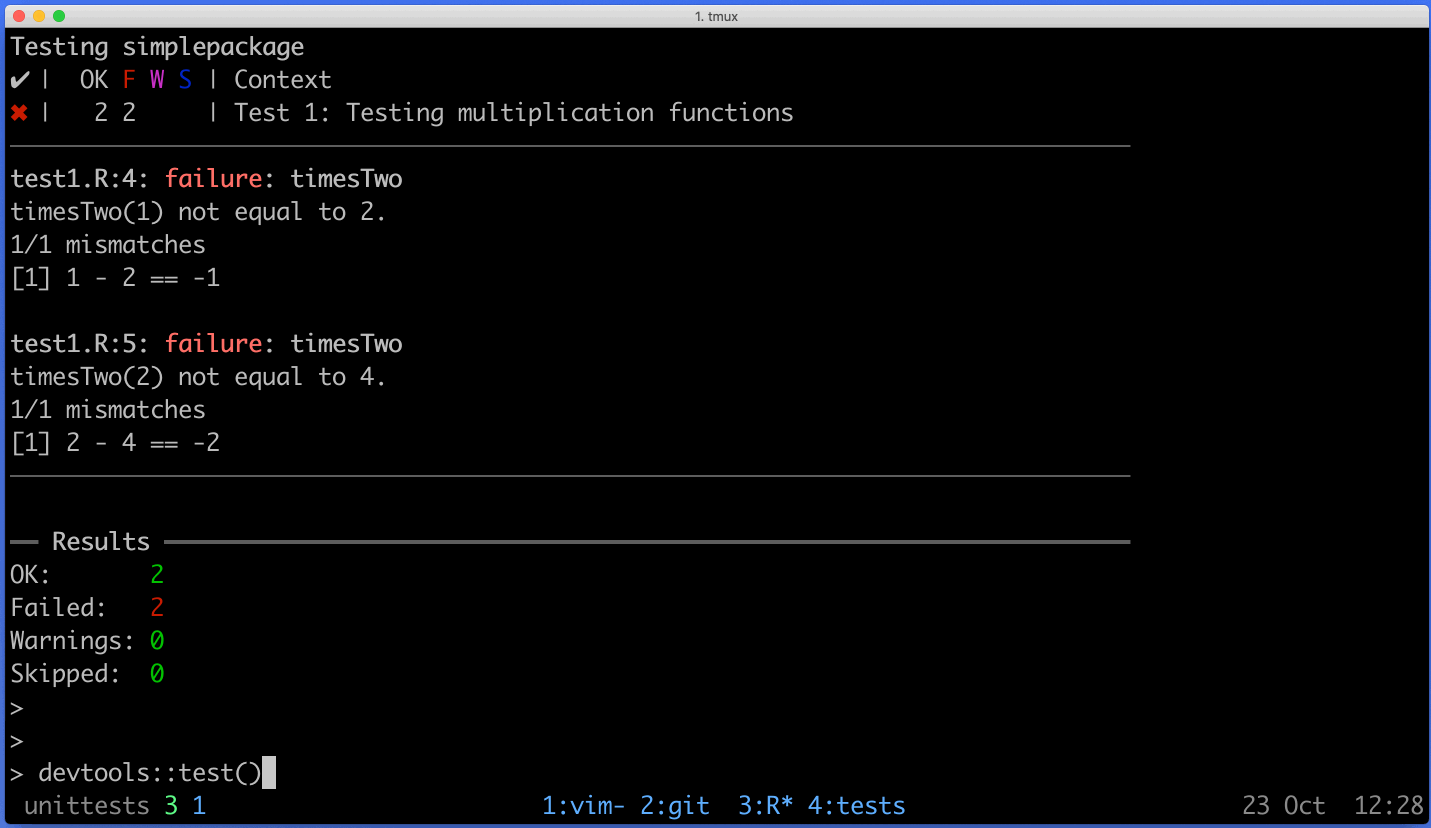 1. tmux
Testing simplepackage
✔ | OK F W S | Context
✖ | 2 2 | Test 1: Testing multiplication functions
test1.R:4: failure: timesTwo
timesTwo(1) not equal to 2.
1/1 mismatches
[1] 1 - 2 == -1
test1.R:5: failure: timesTwo
timesTwo(2) not equal to 4.
1/1 mismatches
[1] 2 - 4 == -2
══ Results ══
OK: 2
Failed: 2
Warnings: 0
Skipped: 0
>
>
> devtools::test()
unittests 3 1 1:vim- 2:git 3:R* 4:tests 23 Oct 12:28